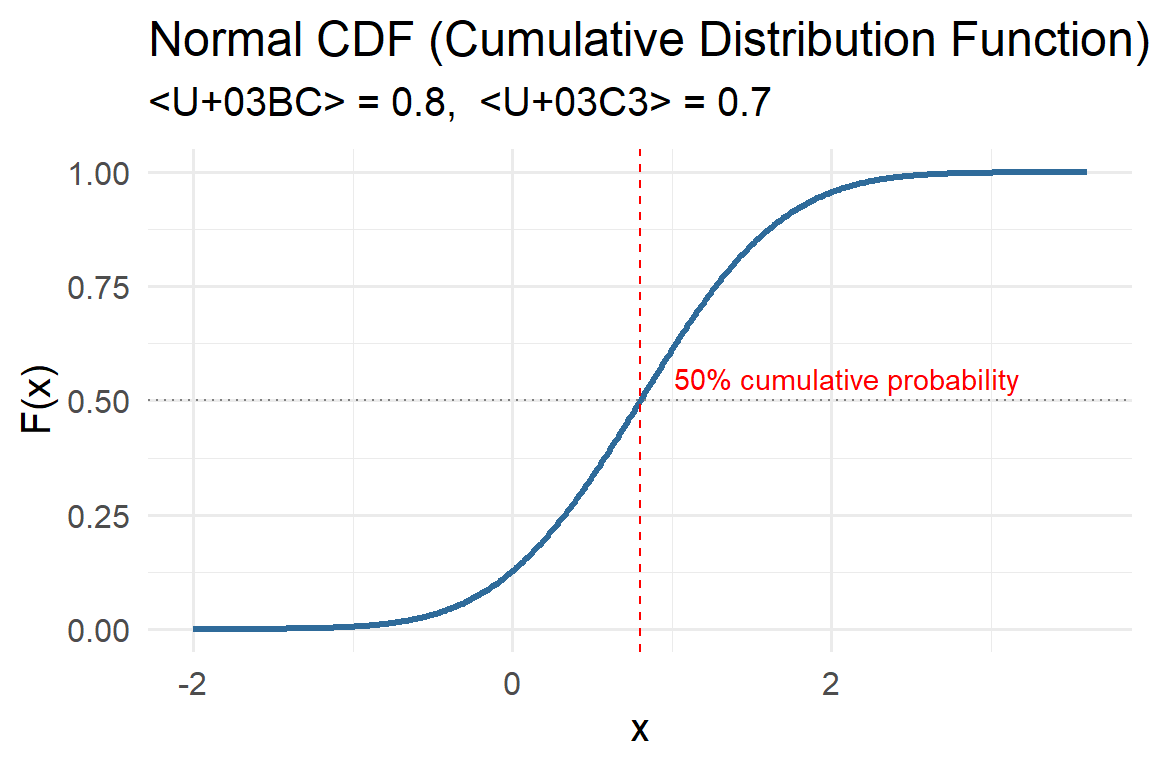 Normal CDF (Cumulative Distribution Function)
<U+03BC> = 0.8,  <U+03C3> = 0.7
1.00
0.75
50% cumulative probability
0.50
0.25
0.00
F(x)
-2
0
2
x